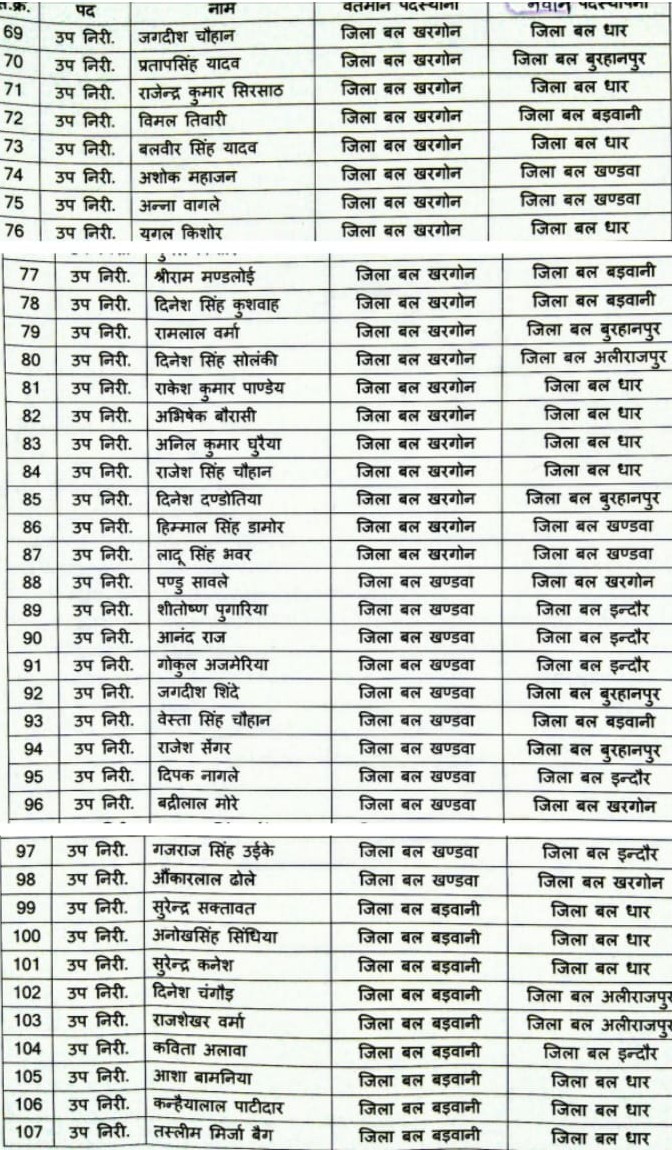 त.क्र. पद नाम वर्तमान पदस्थापना नवीन पदस्थापना
69 उप निरी. जगदीश चौहान जिला बल खरगोन जिला बल धार
70 उप निरी. प्रतापसिंह यादव जिला बल खरगोन जिला बल बुरहानपुर
71 उप निरी. राजेन्द्र कुमार सिरसाठ जिला बल खरगोन जिला बल धार
72 उप निरी. विमल तिवारी जिला बल खरगोन जिला बल बड़वानी
73 उप निरी. बलवीर सिंह यादव जिला बल खरगोन जिला बल धार
74 उप निरी. अशोक महाजन जिला बल खरगोन जिला बल खण्डवा
75 उप निरी. अन्ना वागले जिला बल खरगोन जिला बल खण्डवा
76 उप निरी. युगल किशोर जिला बल खरगोन जिला बल धार
77 उप निरी. श्रीराम मण्डलोई जिला बल खरगोन जिला बल बड़वानी
78 उप निरी. दिनेश सिंह कुशवाह जिला बल खरगोन जिला बल बड़वानी
79 उप निरी. रामलाल वर्मा जिला बल खरगोन जिला बल बुरहानपुर
80 उप निरी. दिनेश सिंह सोलंकी जिला बल खरगोन जिला बल अलीराजपुर
81 उप निरी. राकेश कुमार पाण्डेय जिला बल खरगोन जिला बल धार
82 उप निरी. अभिषेक बौरासी जिला बल खरगोन जिला बल धार
83 उप निरी. अनिल कुमार घुरैया जिला बल खरगोन जिला बल धार
84 उप निरी. राजेश सिंह चौहान जिला बल खरगोन जिला बल धार
85 उप निरी. दिनेश दण्डोतिया जिला बल खरगोन जिला बल बुरहानपुर
86 उप निरी. हिम्माल सिंह डामोर जिला बल खरगोन जिला बल खण्डवा
87 उप निरी. लादू सिंह भवर जिला बल खरगोन जिला बल खण्डवा
88 उप निरी. पण्डु सावले जिला बल खण्डवा जिला बल खरगोन
89 उप निरी. शीतोष्ण पुगारिया जिला बल खण्डवा जिला बल इन्दौर
90 उप निरी. आनंद राज जिला बल खण्डवा जिला बल इन्दौर
91 उप निरी. गोकुल अजमेरिया जिला बल खण्डवा जिला बल इन्दौर
92 उप निरी. जगदीश शिंदे जिला बल खण्डवा जिला बल बुरहानपुर
93 उप निरी. वेस्ता सिंह चौहान जिला बल खण्डवा जिला बल बड़वानी
94 उप निरी. राजेश सेंगर जिला बल खण्डवा जिला बल बुरहानपुर
95 उप निरी. दिपक नागले जिला बल खण्डवा जिला बल इन्दौर
96 उप निरी. बद्रीलाल मोरे जिला बल खण्डवा जिला बल खरगोन
97 उप निरी. गजराज सिंह उईके जिला बल खण्डवा जिला बल इन्दौर
98 उप निरी. औंकारलाल ढोले जिला बल खण्डवा जिला बल खरगोन
99 उप निरी. सुरेन्द्र सक्तावत जिला बल बड़वानी जिला बल धार
100 उप निरी. अनोखसिंह सिंधिया जिला बल बड़वानी जिला बल धार
101 उप निरी. सुरेन्द्र कनेश जिला बल बड़वानी जिला बल धार
102 उप निरी. दिनेश चंगौड़ जिला बल बड़वानी जिला बल अलीराजपुर
103 उप निरी. राजशेखर वर्मा जिला बल बड़वानी जिला बल अलीराजपुर
104 उप निरी. कविता अलावा जिला बल बड़वानी जिला बल इन्दौर
105 उप निरी. आशा बामनिया जिला बल बड़वानी जिला बल धार
106 उप निरी. कन्हैयालाल पाटीदार जिला बल बड़वानी जिला बल धार
107 उप निरी. तस्लीम मिर्जा बैग जिला बल बड़वानी जिला बल धार